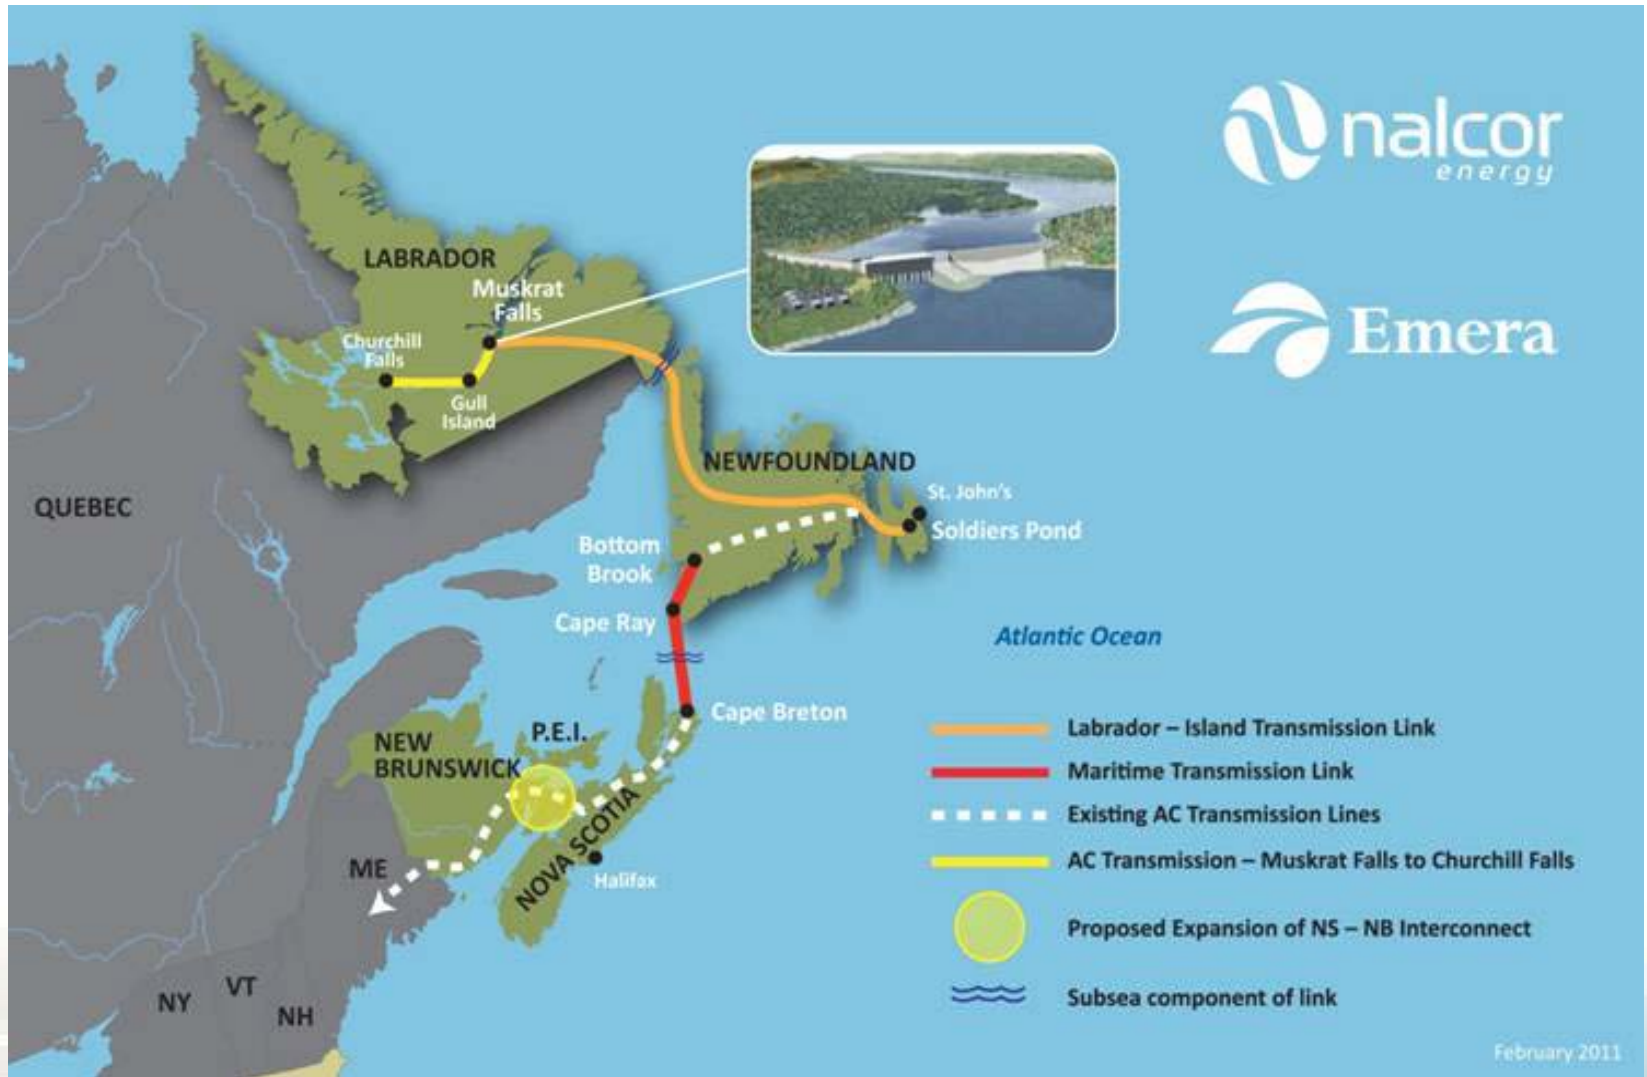 nalcor
energy
Emera
LABRADOR
Muskrat
Falls
Churchill
Falls
Gull
Island
QUEBEC
NEWFOUNDLAND
St. John's
Soldiers Pond
Bottom
Brook
Cape Ray
Atlantic Ocean
Cape Breton
P.E.I.
NEW
BRUNSWICK
NOVA SCOTIA
Halifax
ME
NY
VT
NH
Labrador – Island Transmission Link
Maritime Transmission Link
Existing AC Transmission Lines
AC Transmission – Muskrat Falls to Churchill Falls
Proposed Expansion of NS – NB Interconnect
Subsea component of link
February 2011